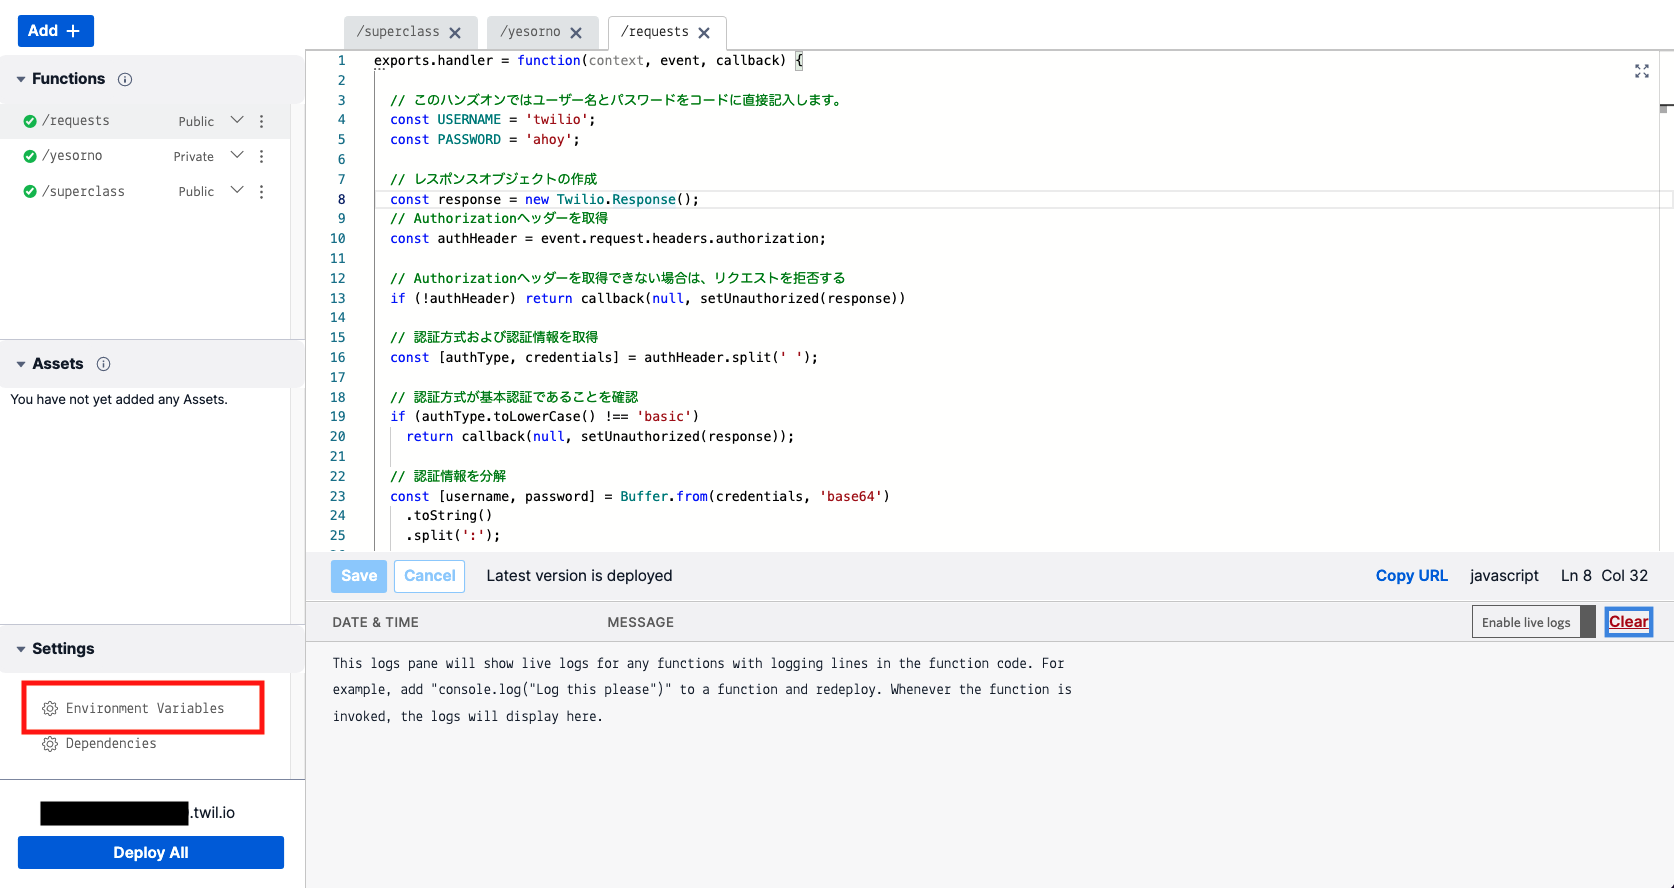 Add +
/superclass
/yesorno
/requests
Functions
/requests Public
/yesorno Private
/superclass Public
Assets
You have not yet added any Assets.
Settings
Environment Variables
Dependencies
.twil.io
Deploy All
1 exports.handler = function(context, event, callback) {
2
3 // このハンズオンではユーザー名とパスワードをコードに直接記入します。
4 const USERNAME = 'twilio';
5 const PASSWORD = 'ahoy';
6
7 // レスポンスオブジェクトの作成
8 const response = new Twilio.Response();
9 // Authorizationヘッダーを取得
10 const authHeader = event.request.headers.authorization;
11
12 // Authorizationヘッダーを取得できない場合は、リクエストを拒否する
13 if (!authHeader) return callback(null, setUnauthorized(response))
14
15 // 認証方式および認証情報を取得
16 const [authType, credentials] = authHeader.split(' ');
17
18 // 認証方式が基本認証であることを確認
19 if (authType.toLowerCase() !== 'basic')
20 return callback(null, setUnauthorized(response));
21
22 // 認証情報を分解
23 const [username, password] = Buffer.from(credentials, 'base64')
24 .toString()
25 .split(':');
Save Cancel Latest version is deployed Copy URL javascript Ln 8 Col 32
DATE & TIME MESSAGE Enable live logs Clear
This logs pane will show live logs for any functions with logging lines in the function code. For
example, add "console.log("Log this please")" to a function and redeploy. Whenever the function is
invoked, the logs will display here.